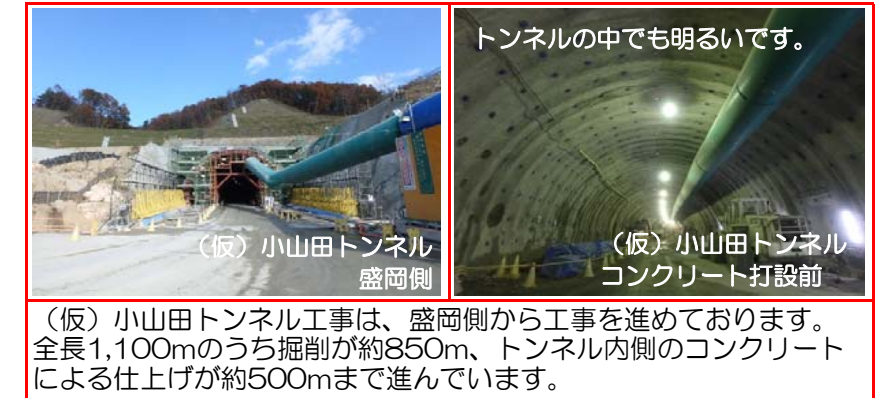 （仮）小山田トンネル
盛岡側
トンネルの中でも明るいです。
（仮）小山田トンネル
コンクリート打設前
（仮）小山田トンネル工事は、盛岡側から工事を進めております。
全長1,100mのうち掘削が約850m、トンネル内側のコンクリート
による仕上げが約500mまで進んでいます。